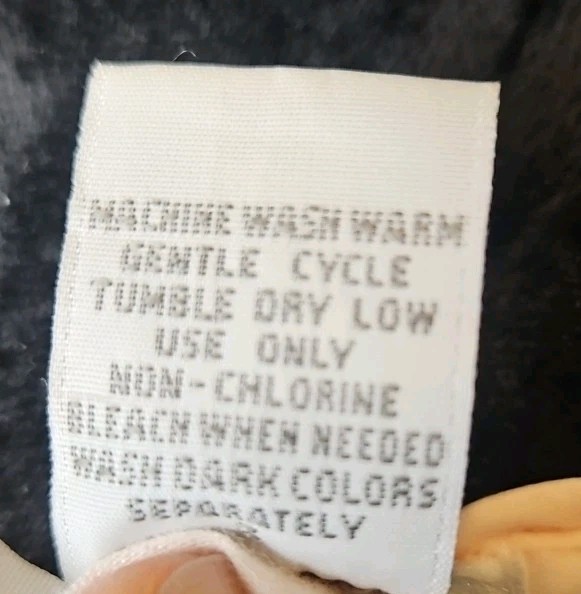 MACHINE WASH WARM
GENTLE CYCLE
TUMBLE DRY LOW
USE ONLY
NON-CHLORINE
BLEACH WHEN NEEDED
WASH DARK COLORS
SEPARATELY